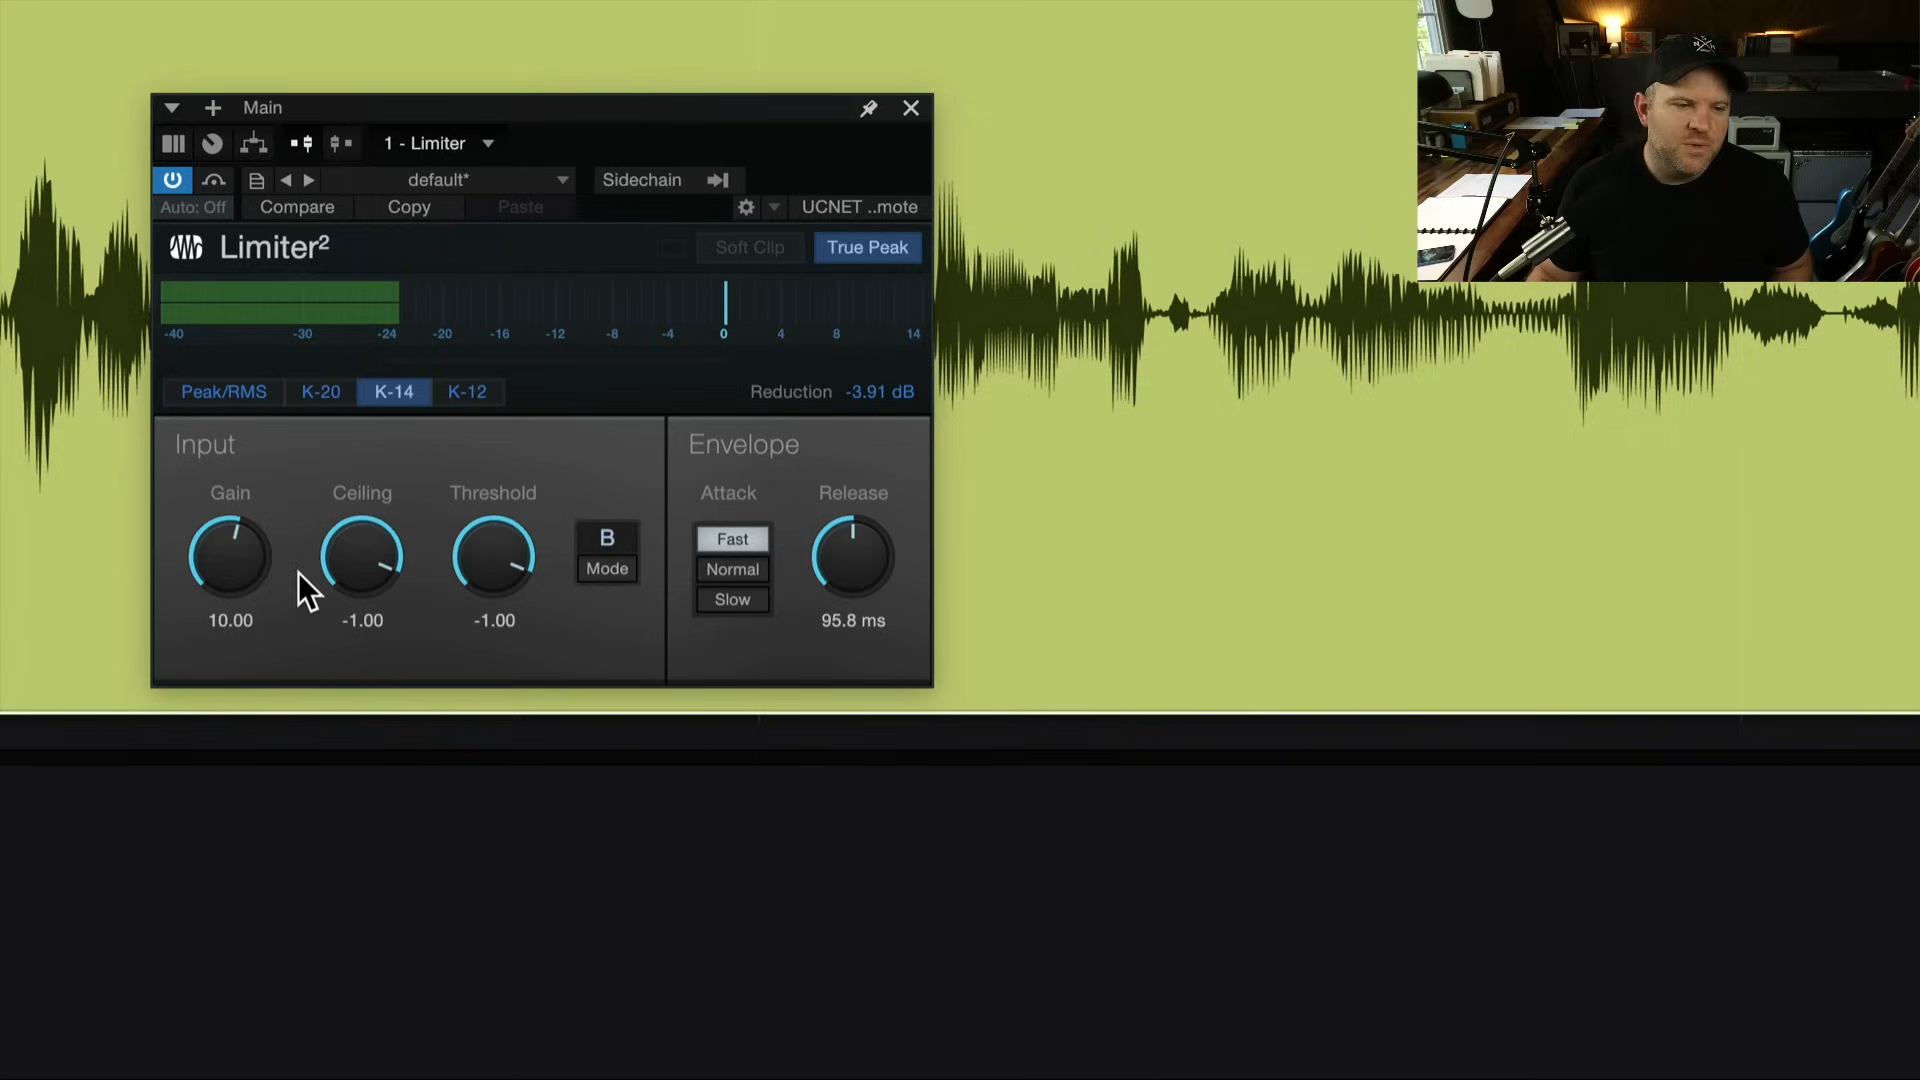 Main
1 - Limiter
default*
Sidechain
Auto: Off
Compare
Copy
Paste
UCNET ..mote
Limiter²
Soft Clip
True Peak
-40 -30 -24 -20 -16 -12 -8 -4 0 4 8 14
Peak/RMS
K-20
K-14
K-12
Reduction -3.91 dB
Input
Envelope
Gain
Ceiling
Threshold
Attack
Release
B
Mode
Fast
Normal
Slow
10.00
-1.00
-1.00
95.8 ms